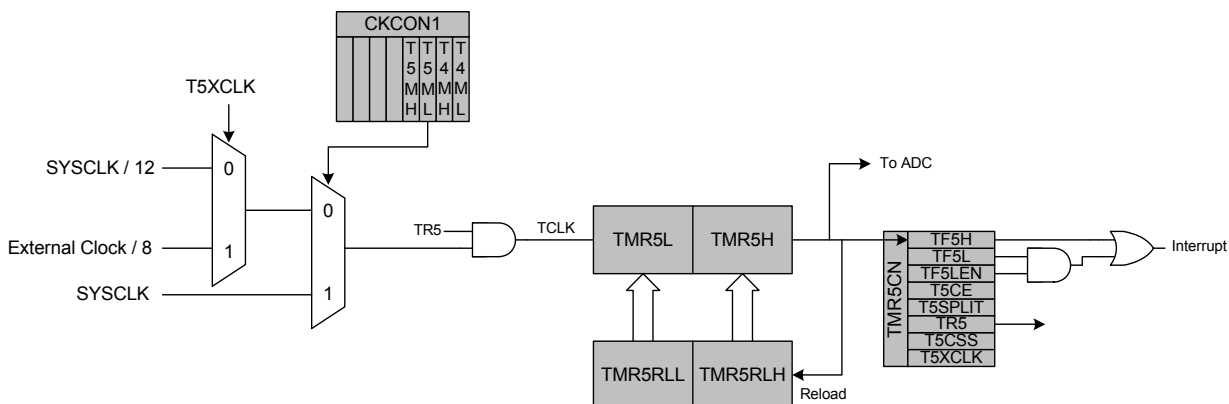 CKCON1
T5MH
T5ML
T4MH
T4ML
T5XCLK
SYSCLK / 12
0
External Clock / 8
1
SYSCLK
0
1
TR5
TCLK
TMR5L
TMR5H
TMR5RLL
TMR5RLH
Reload
To ADC
TMR5CN
TF5H
TF5L
TF5LEN
T5CE
T5SPLIT
TR5
T5CSS
T5XCLK
Interrupt